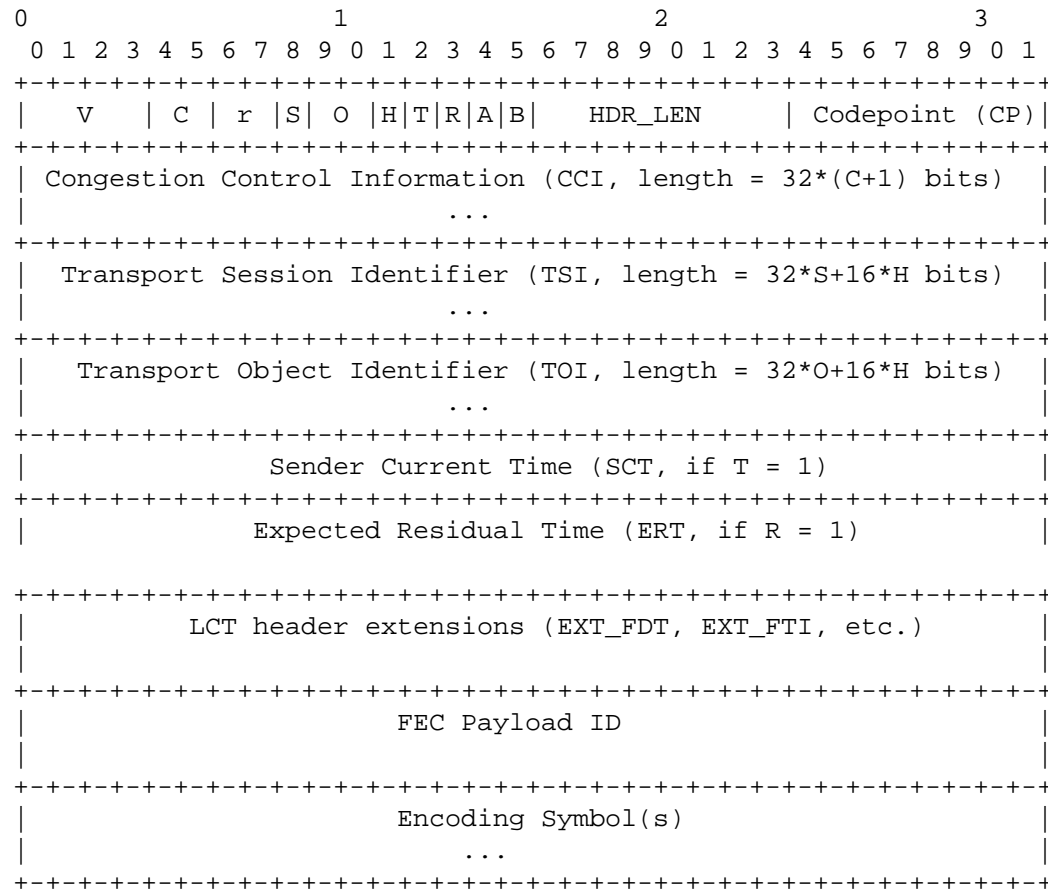 0                   1                   2                   3
 0 1 2 3 4 5 6 7 8 9 0 1 2 3 4 5 6 7 8 9 0 1 2 3 4 5 6 7 8 9 0 1
+-+-+-+-+-+-+-+-+-+-+-+-+-+-+-+-+-+-+-+-+-+-+-+-+-+-+-+-+-+-+-+-+
|   V   | C | r |S| O |H|T|R|A|B|   HDR_LEN     | Codepoint (CP)|
+-+-+-+-+-+-+-+-+-+-+-+-+-+-+-+-+-+-+-+-+-+-+-+-+-+-+-+-+-+-+-+-+
| Congestion Control Information (CCI, length = 32*(C+1) bits)  |
|                          ...                                  |
+-+-+-+-+-+-+-+-+-+-+-+-+-+-+-+-+-+-+-+-+-+-+-+-+-+-+-+-+-+-+-+-+
|  Transport Session Identifier (TSI, length = 32*S+16*H bits)  |
|                          ...                                  |
+-+-+-+-+-+-+-+-+-+-+-+-+-+-+-+-+-+-+-+-+-+-+-+-+-+-+-+-+-+-+-+-+
|   Transport Object Identifier (TOI, length = 32*O+16*H bits)  |
|                          ...                                  |
+-+-+-+-+-+-+-+-+-+-+-+-+-+-+-+-+-+-+-+-+-+-+-+-+-+-+-+-+-+-+-+-+
|               Sender Current Time (SCT, if T = 1)             |
+-+-+-+-+-+-+-+-+-+-+-+-+-+-+-+-+-+-+-+-+-+-+-+-+-+-+-+-+-+-+-+-+
|              Expected Residual Time (ERT, if R = 1)           |
+-+-+-+-+-+-+-+-+-+-+-+-+-+-+-+-+-+-+-+-+-+-+-+-+-+-+-+-+-+-+-+-+
|          LCT header extensions (EXT_FDT, EXT_FTI, etc.)       |
|                                                               |
+-+-+-+-+-+-+-+-+-+-+-+-+-+-+-+-+-+-+-+-+-+-+-+-+-+-+-+-+-+-+-+-+
|                       FEC Payload ID                          |
|                                                               |
+-+-+-+-+-+-+-+-+-+-+-+-+-+-+-+-+-+-+-+-+-+-+-+-+-+-+-+-+-+-+-+-+
|                       Encoding Symbol(s)                      |
|                           ...                                 |
+-+-+-+-+-+-+-+-+-+-+-+-+-+-+-+-+-+-+-+-+-+-+-+-+-+-+-+-+-+-+-+-+